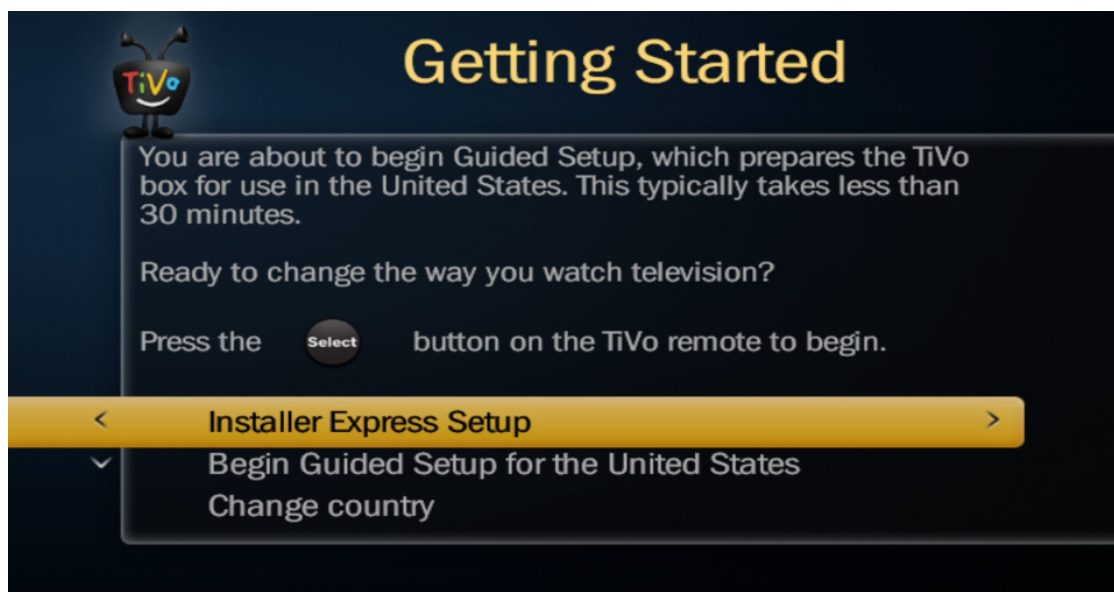 TiVo
Getting Started
You are about to begin Guided Setup, which prepares the TiVo
box for use in the United States. This typically takes less than
30 minutes.
Ready to change the way you watch television?
Press the Select button on the TiVo remote to begin.
Installer Express Setup
Begin Guided Setup for the United States
Change country